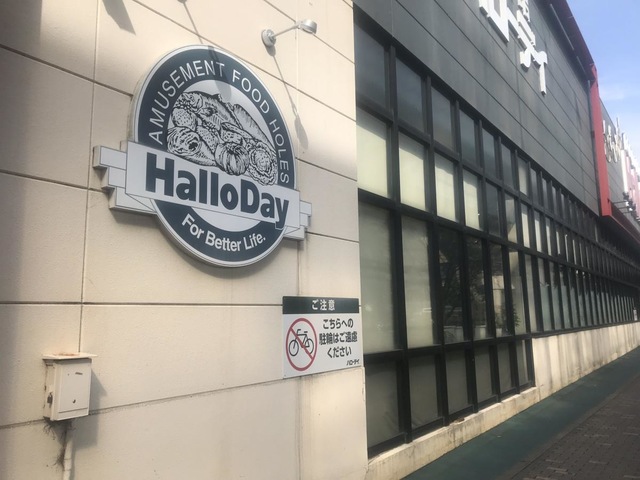 AMUSEMENT FOOD HOLES
HalloDay
For Better Life.
ご注意
こちらへの
駐輪はご遠慮
ください
ハローデイ